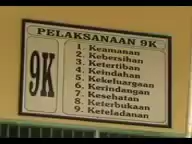 PELAKSANAAN 9K
9K
1. Keamanan
2. Kebersihan
3. Ketertiban
4. Keindahan
5. Kekeluargaan
6. Kerindangan
7. Kesehatan
8. Keterbukaan
9. Keteladanan